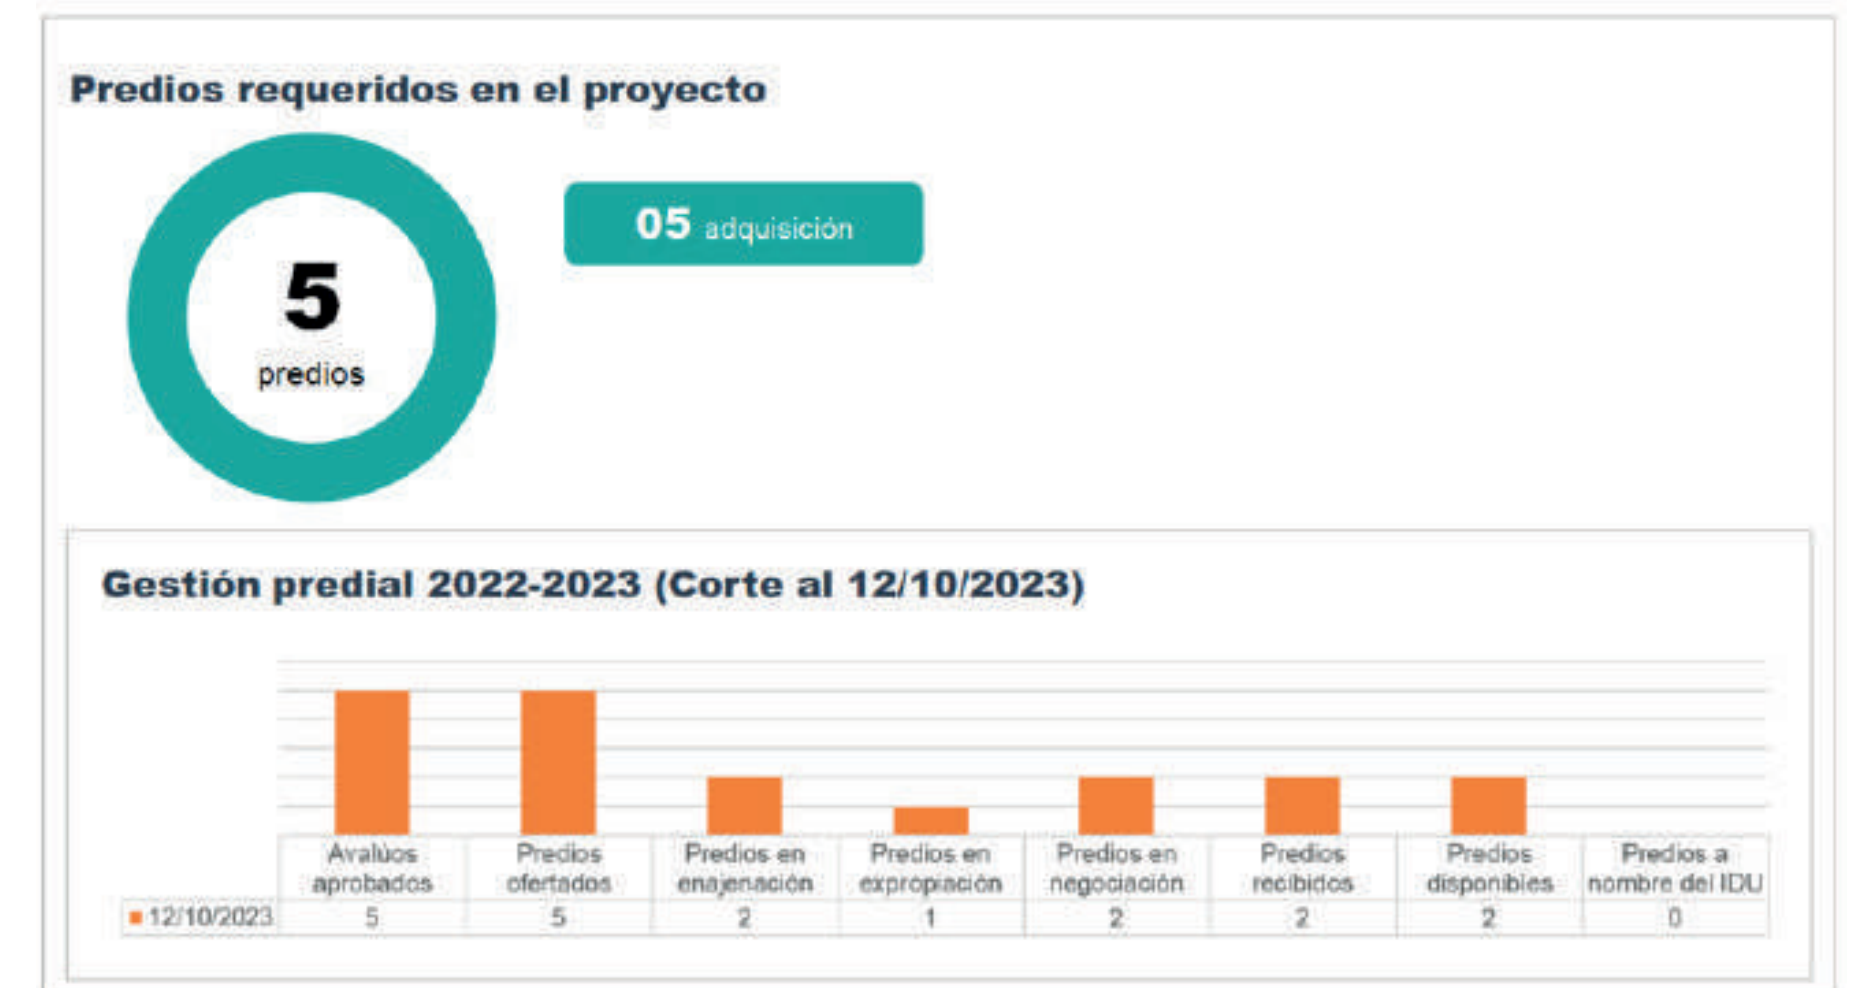 Predios requeridos en el proyecto
05 adquisición
5
predios
Gestión predial 2022-2023 (Corte al 12/10/2023)
Avalúos aprobados
Predios ofertados
Predios en enajenación
Predios en expropiación
Predios en negociación
Predios recibidos
Predios disponibles
Predios a nombre del IDU
12/10/2023 5 5 2 1 2 2 2 0